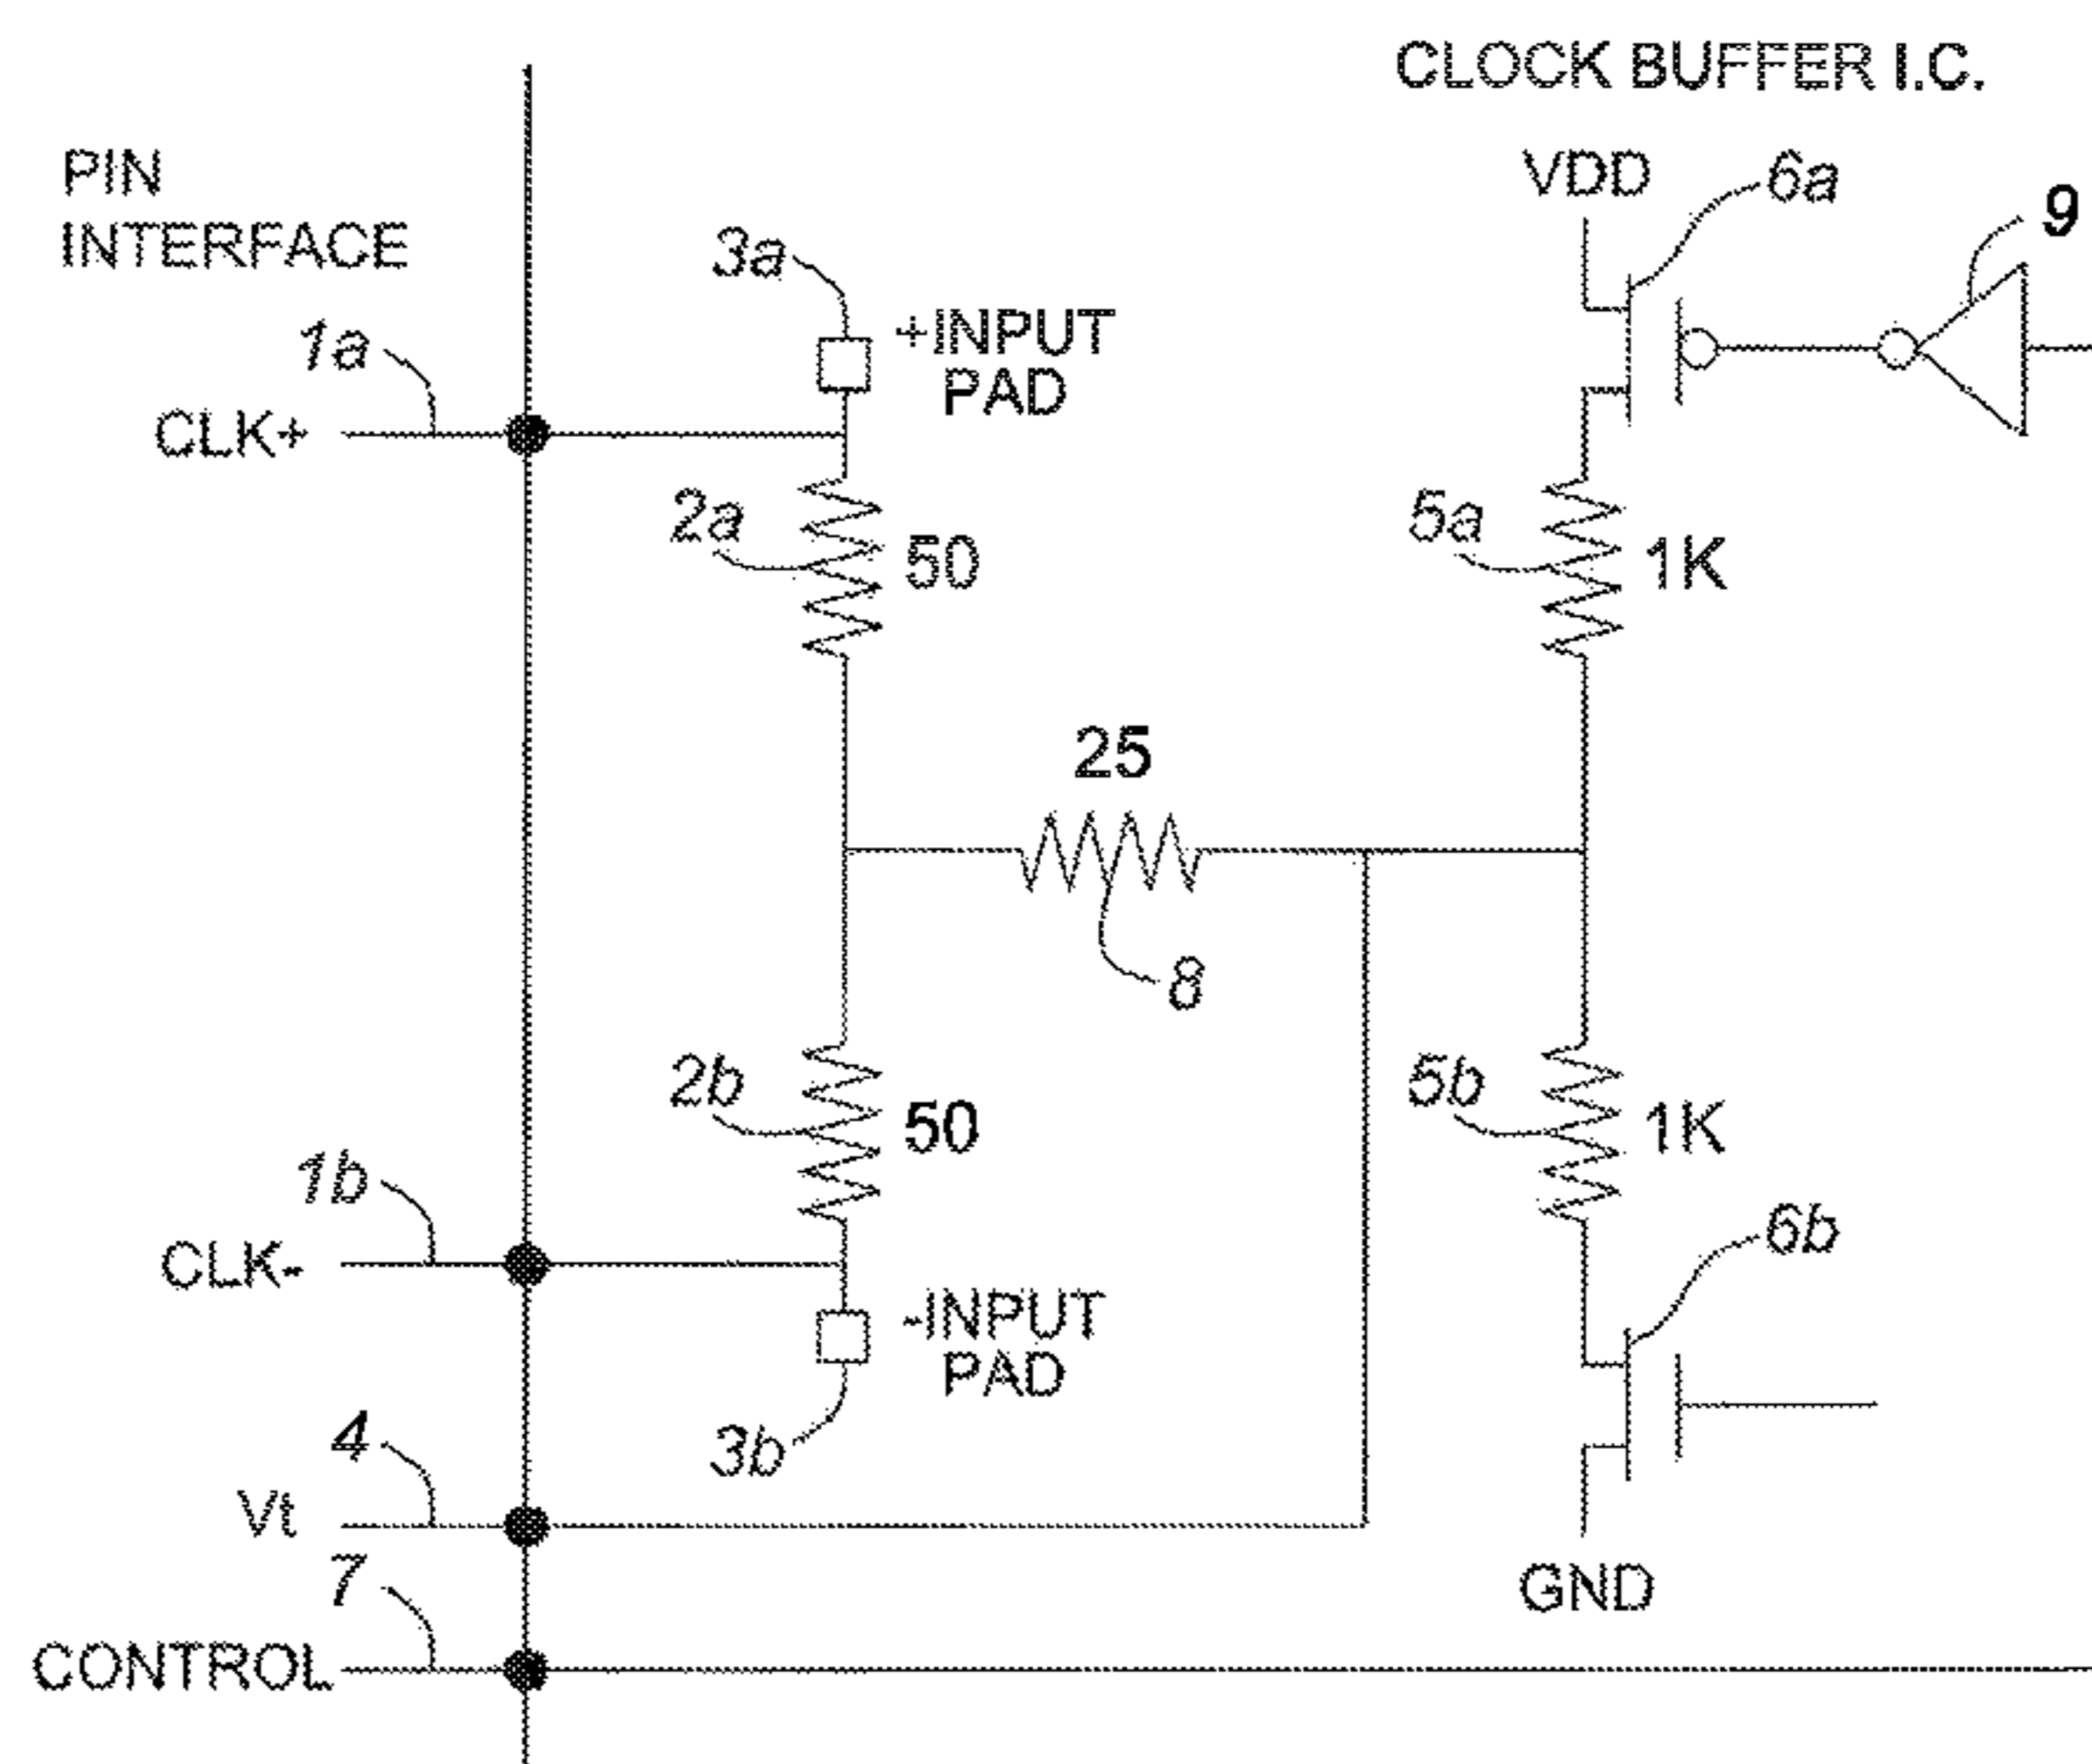 CLOCK BUFFER I.C.
PIN
INTERFACE
VDD
6a
9
3a
+INPUT
PAD
1a
CLK+
2a
50
5a
1K
25
8
2b
50
5b
1K
1b
CLK-
6b
-INPUT
PAD
3b
4
Vt
GND
7
CONTROL